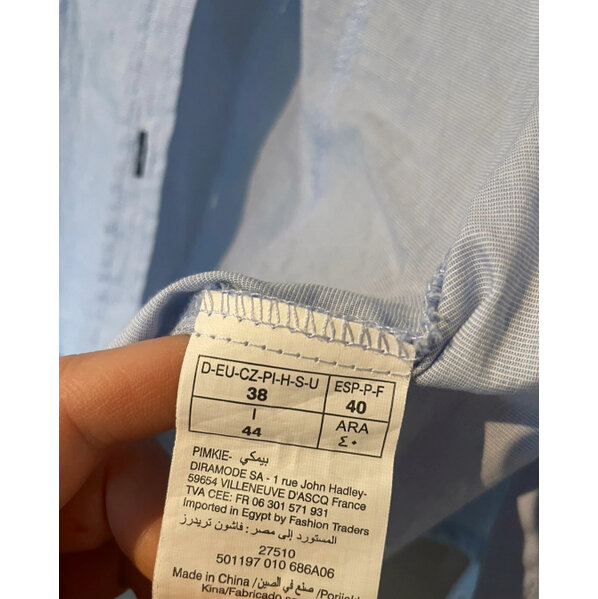 D-EU-CZ-PI-H-S-U ESP-P-F
38 40
I ARA
44 ٤٠
PIMKIE- بيمكي
DIRAMODE SA - 1 rue John Hadley-
59654 VILLENEUVE D'ASCQ France
TVA CEE: FR 06 301 571 931
Imported in Egypt by Fashion Traders
المستورد إلى مصر : فاشون تريدرز
27510
501197 010 686A06
Made in China / صنع في الصين /
Kina/Fabricado